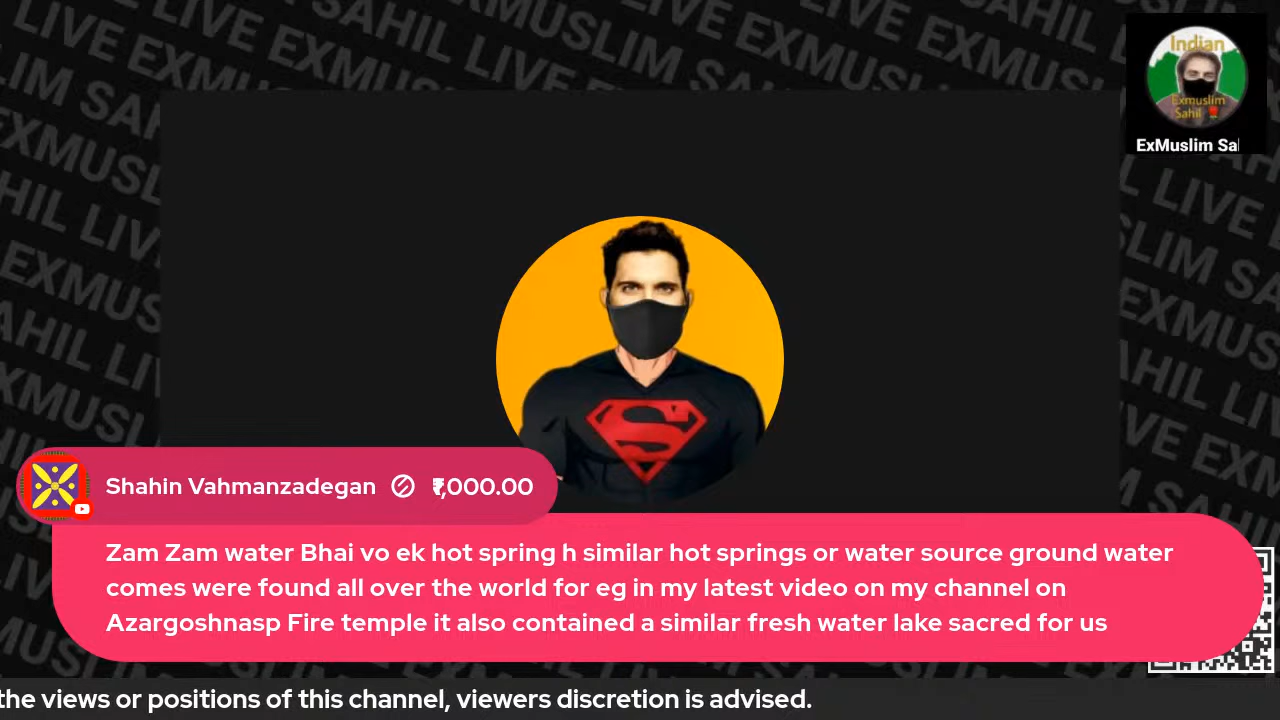 Indian
Exmuslim
Sahil
ExMuslim Sa
Shahin Vahmanzadegan
Zam Zam water Bhai vo ek hot spring h similar hot springs or water source ground water
comes were found all over the world for eg in my latest video on my channel on
Azargoshnasp Fire temple it also contained a similar fresh water lake sacred for us
the views or positions of this channel, viewers discretion is advised.